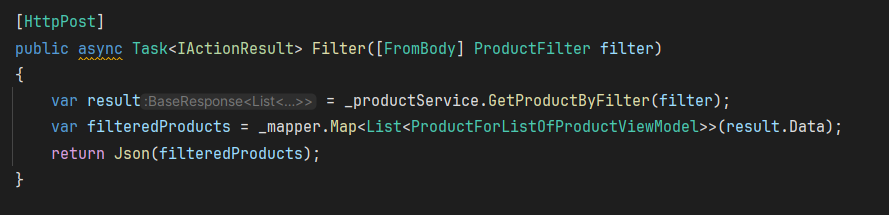 [HttpPost]
public async Task<IActionResult> Filter([FromBody] ProductFilter filter)
{
    var result :BaseResponse<List<...>> = _productService.GetProductByFilter(filter);
    var filteredProducts = _mapper.Map<List<ProductForListOfProductViewModel>>(result.Data);
    return Json(filteredProducts);
}